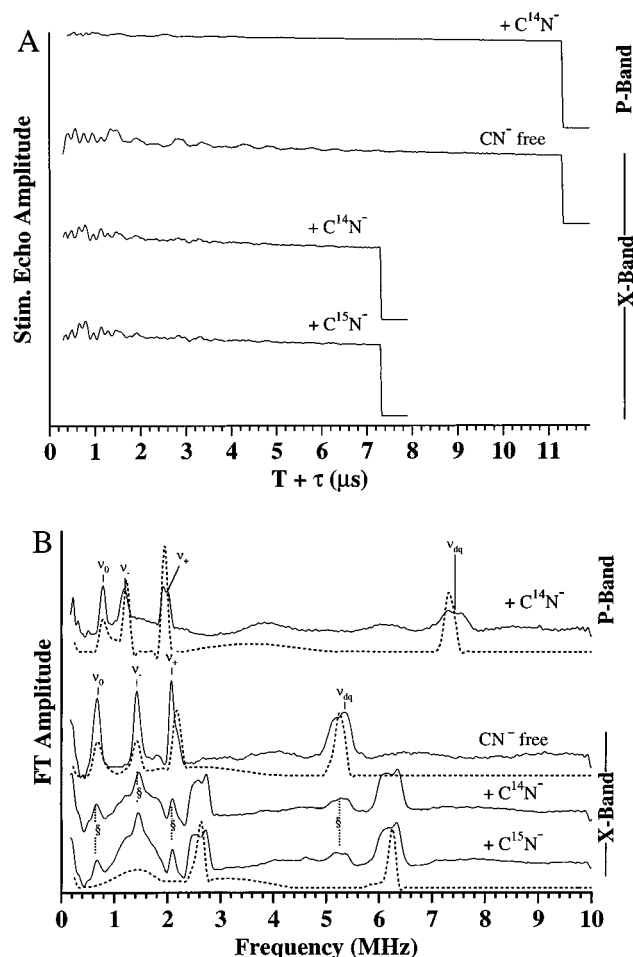 A
+ C¹⁴N⁻
P-Band
CN⁻ free
+ C¹⁴N⁻
+ C¹⁵N⁻
X-Band
Stim. Echo Amplitude
0 1 2 3 4 5 6 7 8 9 10 11
T + τ (μs)
B
ν₀ ν₋ ν₊ ν_dq
+ C¹⁴N⁻
P-Band
ν₀ ν₋ ν₊ ν_dq
CN⁻ free
+ C¹⁴N⁻
§ § § §
+ C¹⁵N⁻
X-Band
FT Amplitude
0 1 2 3 4 5 6 7 8 9 10
Frequency (MHz)